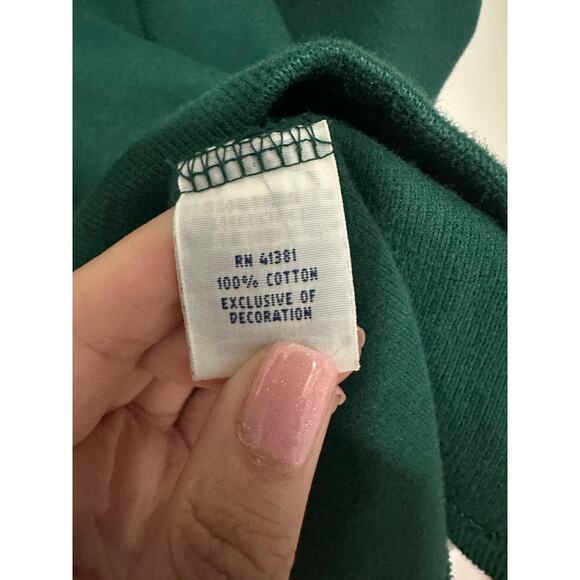 RN 41381
100% COTTON
EXCLUSIVE OF
DECORATION